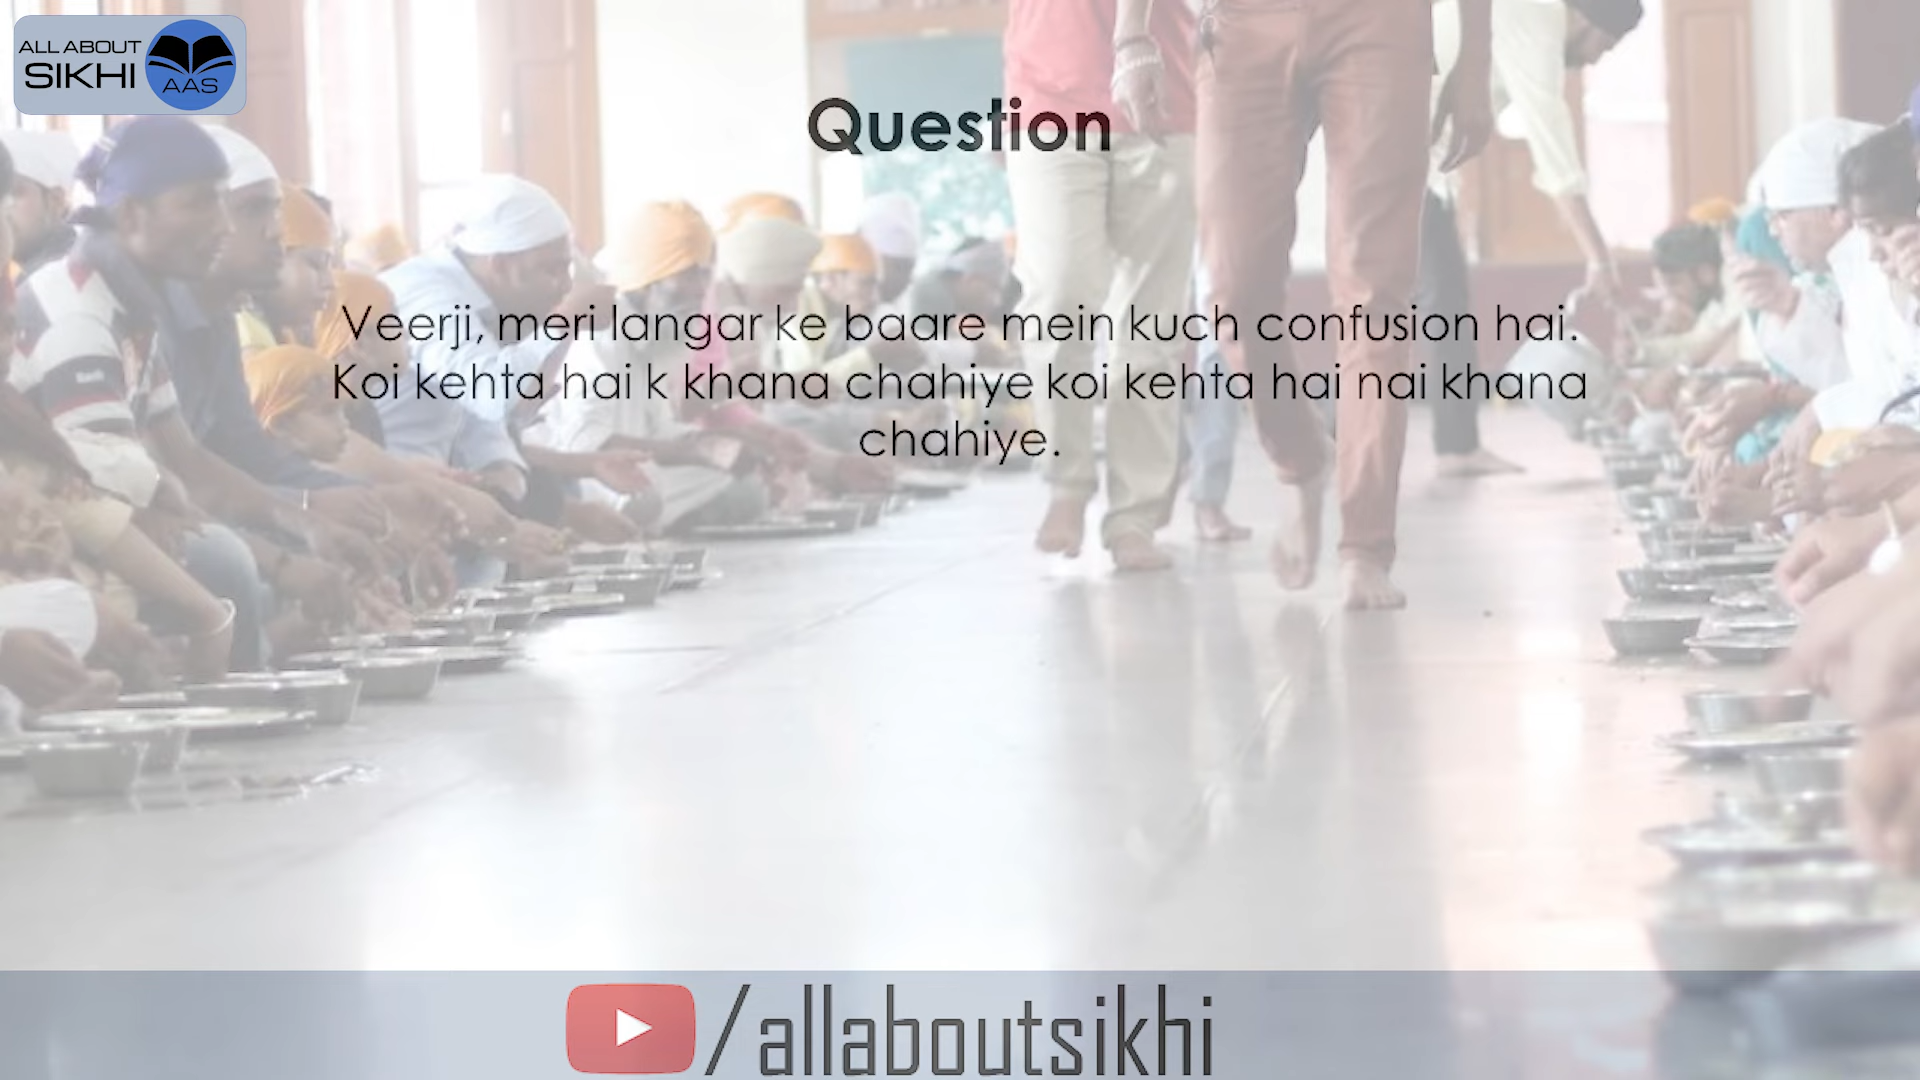 ALL ABOUT
SIKHI
AAS
Question
Veerji, meri langar ke baare mein kuch confusion hai.
Koi kehta hai k khana chahiye koi kehta hai nai khana
chahiye.
/allaboutsikhi